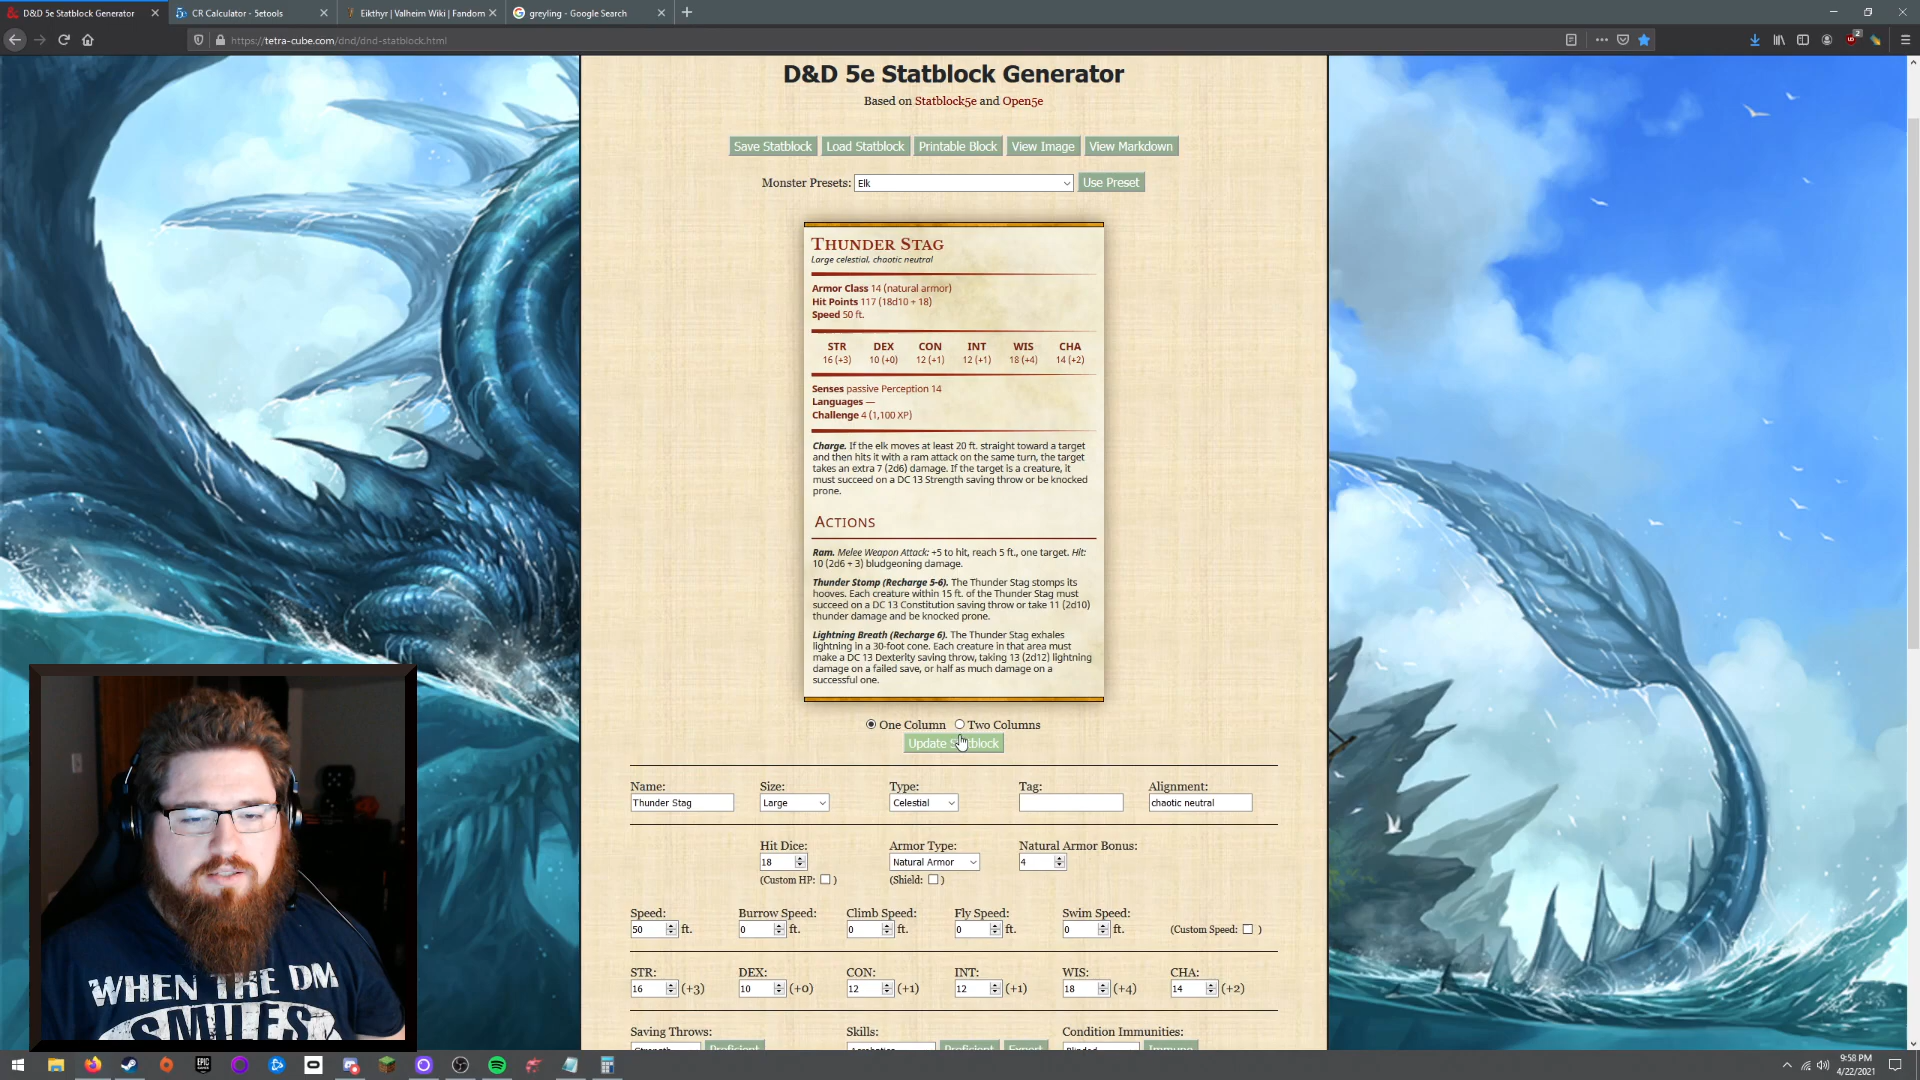 D&D 5e Statblock Generator
CR Calculator - 5etools
Eikthyr | Valheim Wiki | Fandom
greyling - Google Search
https://tetra-cube.com/dnd/dnd-statblock.html
2
D&D 5e Statblock Generator
Based on Statblock5e and Open5e
Save Statblock
Load Statblock
Printable Block
View Image
View Markdown
Monster Presets: Elk
Use Preset
THUNDER STAG
Large celestial, chaotic neutral
Armor Class 14 (natural armor)
Hit Points 117 (18d10 + 18)
Speed 50 ft.
STR DEX CON INT WIS CHA
16 (+3) 10 (+0) 12 (+1) 12 (+1) 18 (+4) 14 (+2)
Senses passive Perception 14
Languages —
Challenge 4 (1,100 XP)
Charge. If the elk moves at least 20 ft. straight toward a target
and then hits it with a ram attack on the same turn, the target
takes an extra 7 (2d6) damage. If the target is a creature, it
must succeed on a DC 13 Strength saving throw or be knocked
prone.
ACTIONS
Ram. Melee Weapon Attack: +5 to hit, reach 5 ft., one target. Hit:
10 (2d6 + 3) bludgeoning damage.
Thunder Stomp (Recharge 5-6). The Thunder Stag stomps its
hooves. Each creature within 15 ft. of the Thunder Stag must
succeed on a DC 13 Constitution saving throw or take 11 (2d10)
thunder damage and be knocked prone.
Lightning Breath (Recharge 6). The Thunder Stag exhales
lightning in a 30-foot cone. Each creature in that area must
make a DC 13 Dexterity saving throw, taking 13 (2d12) lightning
damage on a failed save, or half as much damage on a
successful one.
One Column Two Columns
Update Statblock
Name: Size: Type: Tag: Alignment:
Thunder Stag Large Celestial chaotic neutral
Hit Dice: Armor Type: Natural Armor Bonus:
18 Natural Armor 4
(Custom HP: ) (Shield: )
Speed: Burrow Speed: Climb Speed: Fly Speed: Swim Speed:
50 ft. 0 ft. 0 ft. 0 ft. 0 ft. (Custom Speed: )
STR: DEX: CON: INT: WIS: CHA:
16 (+3) 10 (+0) 12 (+1) 12 (+1) 18 (+4) 14 (+2)
Saving Throws: Skills: Condition Immunities:
Strength Proficient Acrobatics Proficient Expert Blinded Immune
WHEN THE DM
SMILES
EPIC
GAMES
9:58 PM
4/22/2021